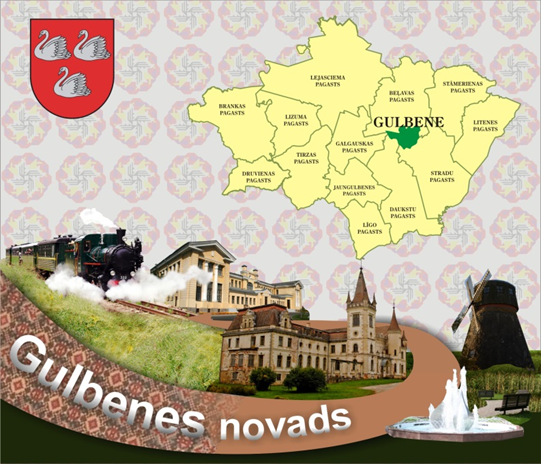 LEJASCIEMA
PAGASTS
BEĻAVAS
PAGASTS
STĀMERIENAS
PAGASTS
BRANKAS
PAGASTS
LIZUMA
PAGASTS
GULBENE
LITENES
PAGASTS
GALGAUSKAS
PAGASTS
TIRZAS
PAGASTS
DRUVIENAS
PAGASTS
STRADU
PAGASTS
JAUNGULBENES
PAGASTS
DAUKSTU
PAGASTS
LĪGO
PAGASTS
Gulbenes novads